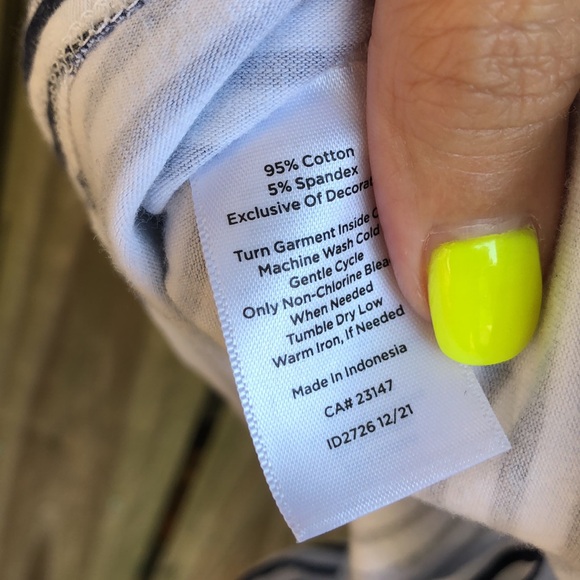 95% Cotton
5% Spandex
Exclusive Of
Turn Garment Inside
Machine Wash Cold
Gentle Cycle
Only Non-Chlorine
When Needed
Tumble Dry Low
Warm Iron, If Needed
Made In Indonesia
CA# 23147
ID2726 12/21